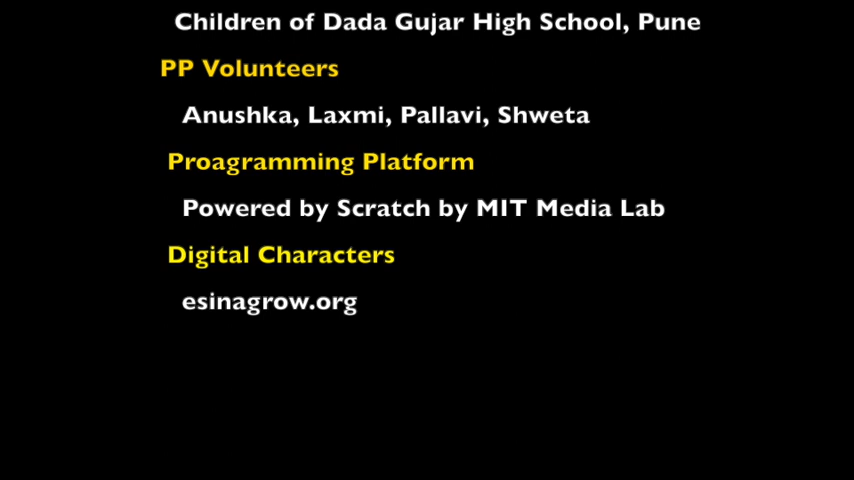 Children of Dada Gujar High School, Pune
PP Volunteers
Anushka, Laxmi, Pallavi, Shweta
Proagramming Platform
Powered by Scratch by MIT Media Lab
Digital Characters
esinagrow.org